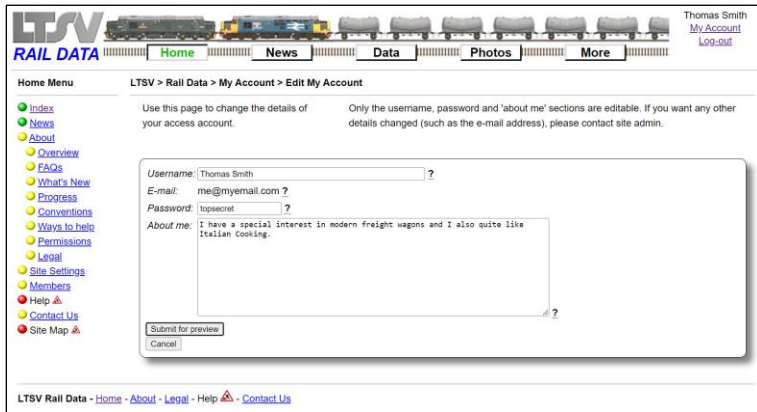 LTSV
RAIL DATA
Home
News
Data
Photos
More
Thomas Smith
My Account
Log-out
Home Menu
Index
News
About
Overview
FAQs
What's New
Progress
Conventions
Ways to help
Permissions
Legal
Site Settings
Members
Help
Contact Us
Site Map
LTSV > Rail Data > My Account > Edit My Account
Use this page to change the details of
your access account.
Only the username, password and 'about me' sections are editable. If you want any other
details changed (such as the e-mail address), please contact site admin.
Username: Thomas Smith ?
E-mail: me@myemail.com ?
Password: topsecret ?
About me: I have a special interest in modern freight wagons and I also quite like
Italian Cooking.
?
Submit for preview
Cancel
LTSV Rail Data - Home - About - Legal - Help - Contact Us